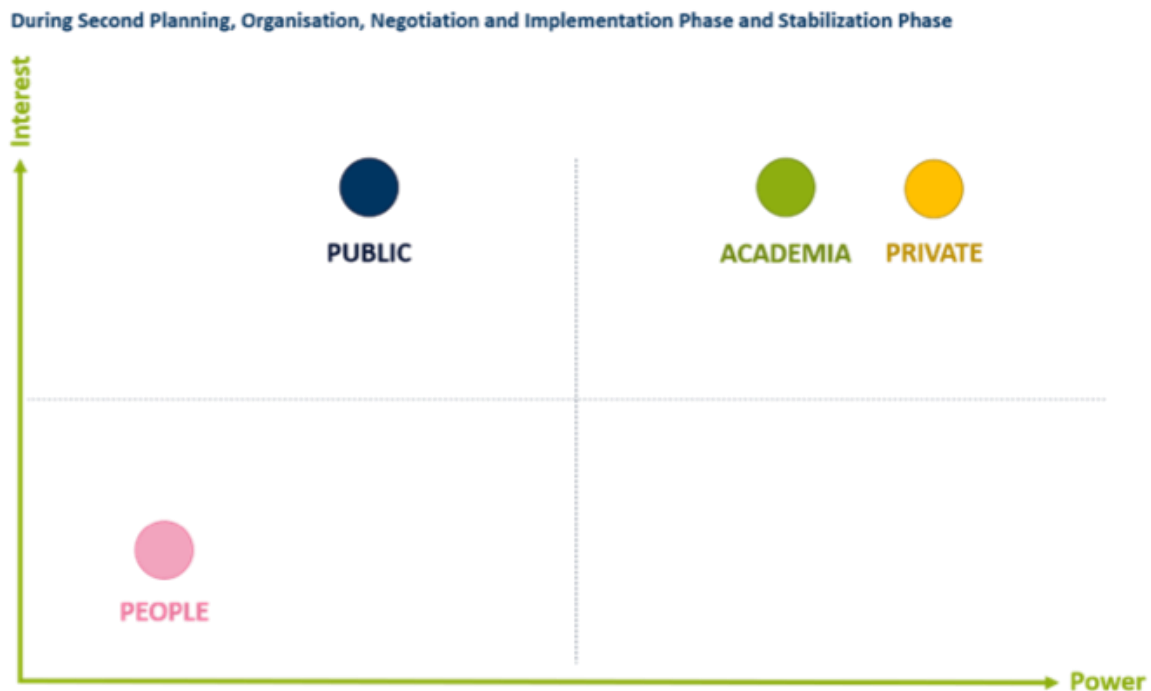 During Second Planning, Organisation, Negotiation and Implementation Phase and Stabilization Phase
Interest
PUBLIC
ACADEMIA
PRIVATE
PEOPLE
Power